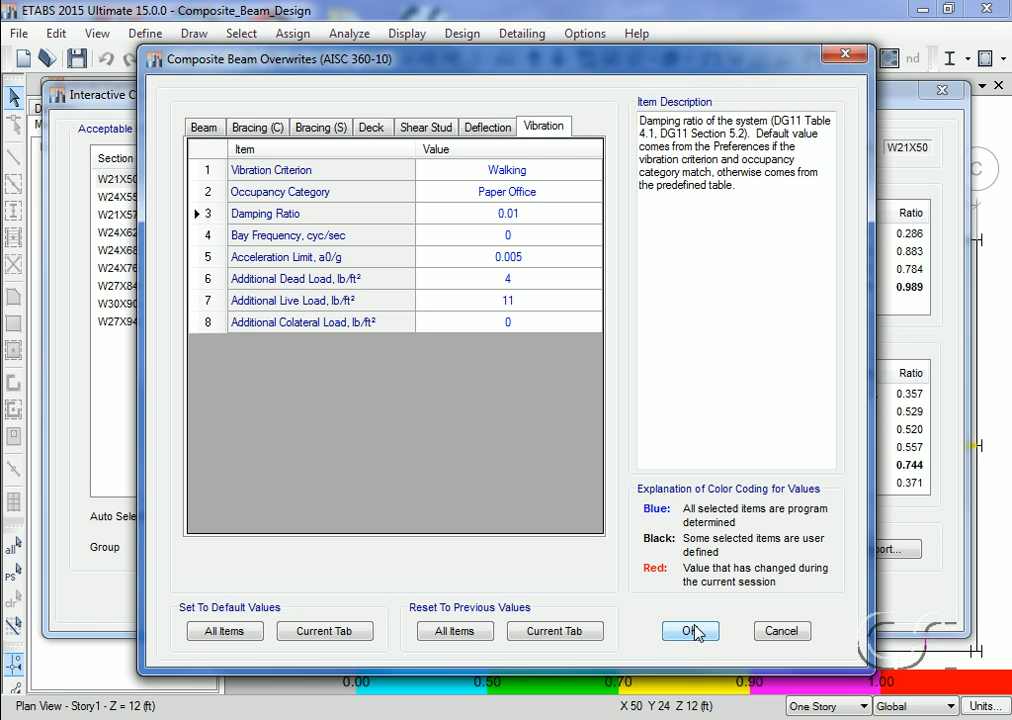 ETABS 2015 Ultimate 15.0.0 - Composite_Beam_Design
File Edit View Define Draw Select Assign Analyze Display Design Detailing Options Help
nd
Composite Beam Overwrites (AISC 360-10)
Interactive C
Acceptable
Section
W21X50
W24X55
W21X57
W24X62
W24X68
W24X76
W27X84
W30X90
W27X94
Auto Sele
Group
all
PS
clr
Beam Bracing (C) Bracing (S) Deck Shear Stud Deflection Vibration
Item Value
1 Vibration Criterion Walking
2 Occupancy Category Paper Office
3 Damping Ratio 0.01
4 Bay Frequency, cyc/sec 0
5 Acceleration Limit, a0/g 0.005
6 Additional Dead Load, lb/ft² 4
7 Additional Live Load, lb/ft² 11
8 Additional Colateral Load, lb/ft² 0
Item Description
Damping ratio of the system (DG11 Table
4.1, DG11 Section 5.2). Default value
comes from the Preferences if the
vibration criterion and occupancy
category match, otherwise comes from
the predefined table.
Explanation of Color Coding for Values
Blue: All selected items are program
determined
Black: Some selected items are user
defined
Red: Value that has changed during
the current session
Set To Default Values
All Items Current Tab
Reset To Previous Values
All Items Current Tab
Cancel
W21X50
C
Ratio
0.286
0.883
0.784
0.989
Ratio
0.357
0.529
0.520
0.557
0.744
0.371
ort...
0.00 0.50 0.70 0.90 1.00
Plan View - Story1 - Z = 12 (ft) X 50 Y 24 Z 12 (ft) One Story Global Units...